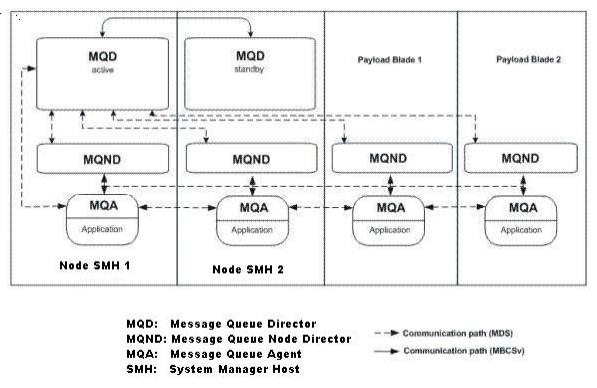 MQD
active
MQD
standby
Payload Blade 1
Payload Blade 2
MQND
MQND
MQND
MQND
MQA
Application
MQA
Application
MQA
Application
MQA
Application
Node SMH 1
Node SMH 2
MQD: Message Queue Director
MQND: Message Queue Node Director
MQA: Message Queue Agent
SMH: System Manager Host
Communication path (MDS)
Communication path (MBCSv)